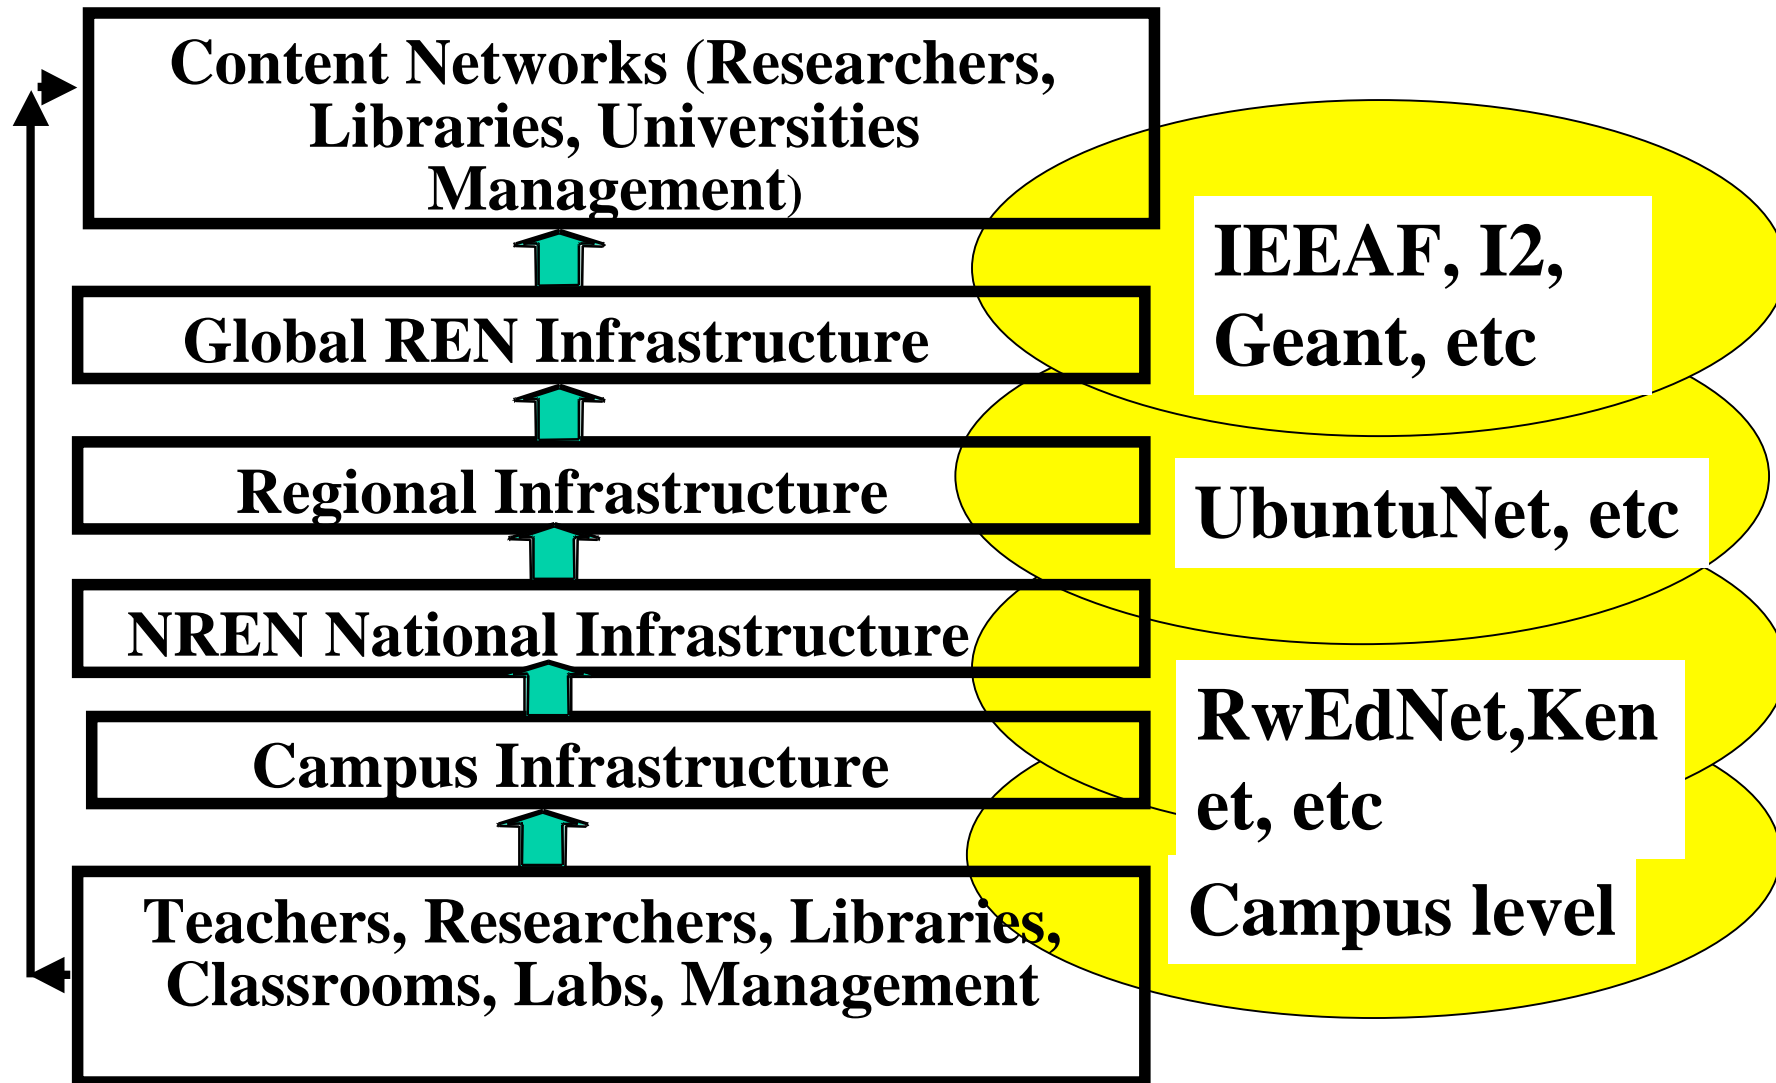 Content Networks (Researchers,
Libraries, Universities
Management)
Global REN Infrastructure
Regional Infrastructure
NREN National Infrastructure
Campus Infrastructure
Teachers, Researchers, Libraries,
Classrooms, Labs, Management
IEEAF, I2,
Geant, etc
UbuntuNet, etc
RwEdNet,Ken
et, etc
Campus level